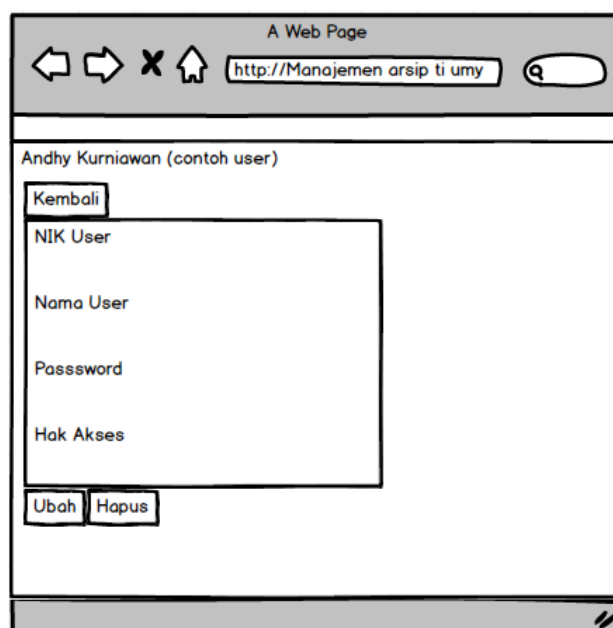 A Web Page
http://Manajemen arsip ti umy
Andhy Kurniawan (contoh user)
Kembali
NIK User
Nama User
Passsword
Hak Akses
Ubah Hapus